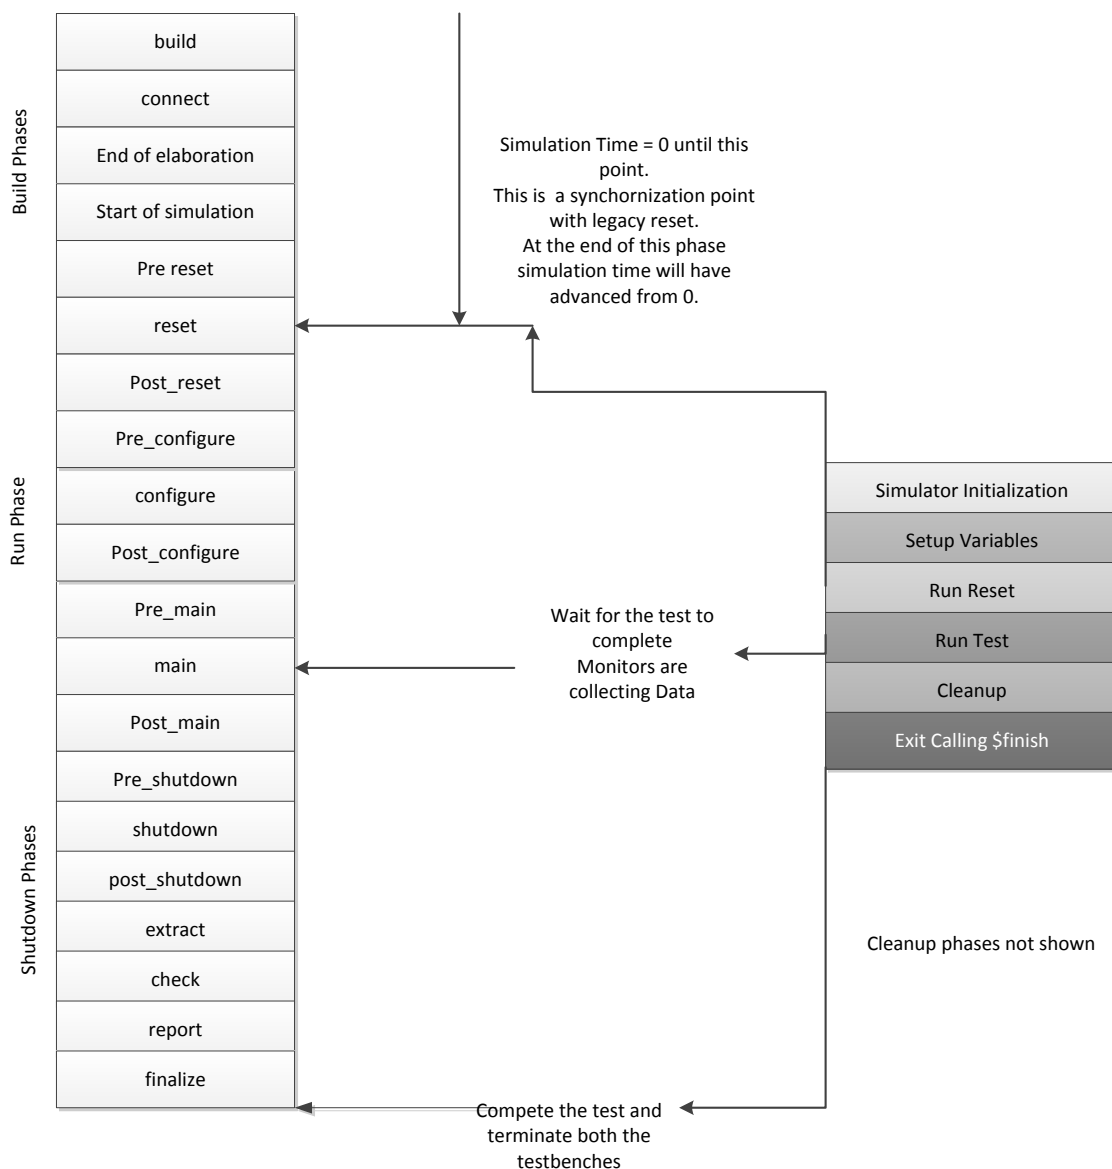 Build Phases
build
connect
End of elaboration
Start of simulation
Pre reset
reset
Post_reset
Run Phase
Pre_configure
configure
Post_configure
Pre_main
main
Post_main
Shutdown Phases
Pre_shutdown
shutdown
post_shutdown
extract
check
report
finalize
Simulation Time = 0 until this
point.
This is  a synchornization point
with legacy reset.
At the end of this phase
simulation time will have
advanced from 0.
Wait for the test to
complete
Monitors are
collecting Data
Simulator Initialization
Setup Variables
Run Reset
Run Test
Cleanup
Exit Calling $finish
Cleanup phases not shown
Compete the test and
terminate both the
testbenches